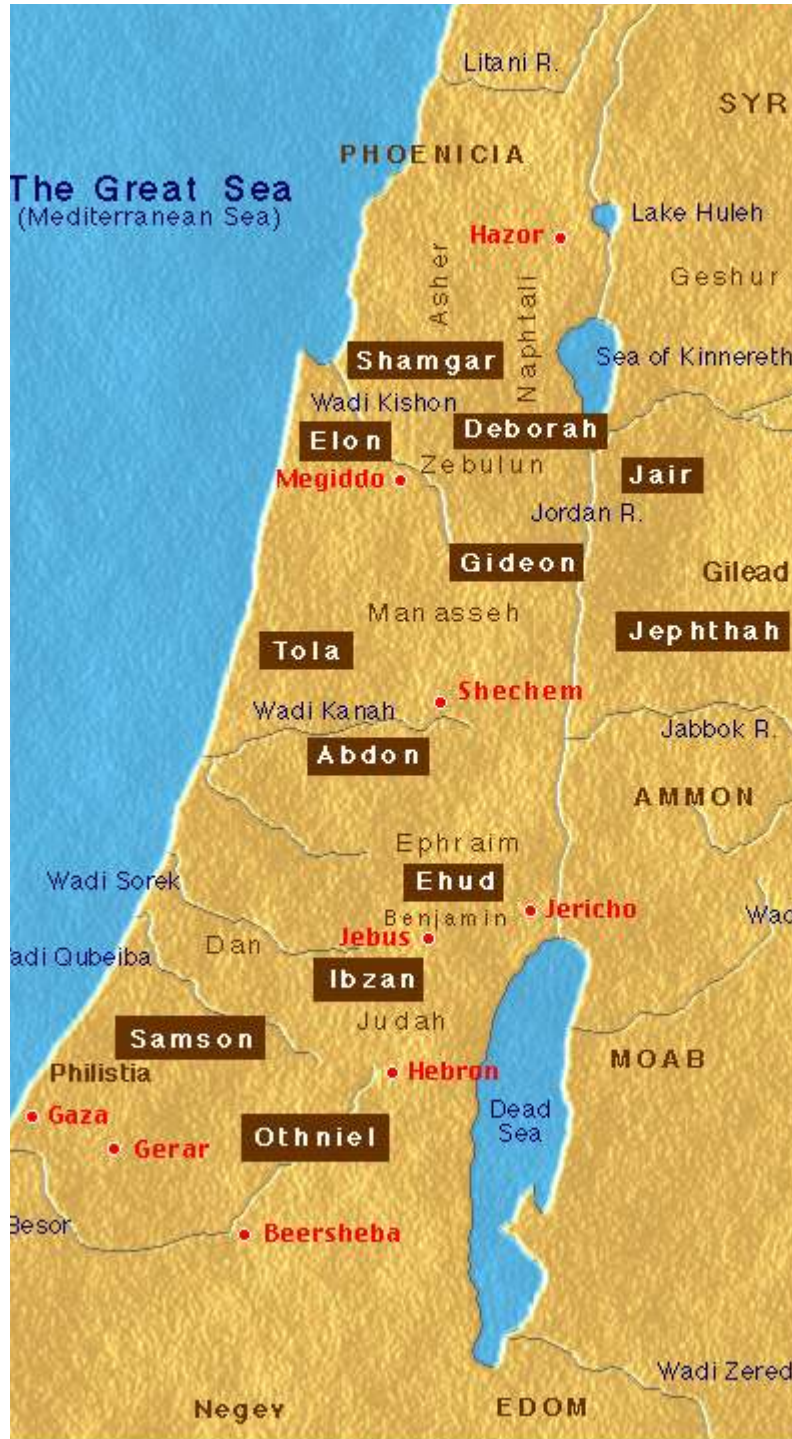 Litani R.
SYR
PHOENICIA
The Great Sea
(Mediterranean Sea)
Lake Huleh
Hazor
Asher
Naphtali
Geshur
Shamgar
Sea of Kinnereth
Wadi Kishon
Elon
Deborah
Zebulun
Megiddo
Jair
Jordan R.
Gideon
Gilead
Manasseh
Jephthah
Tola
Shechem
Wadi Kanah
Jabbok R.
Abdon
AMMON
Ephraim
Wadi Sorek
Ehud
Jericho
Benjamin
Wad
Jebus
Dan
adi Qubeiba
Ibzan
Judah
Samson
MOAB
Philistia
Hebron
Gaza
Dead
Sea
Othniel
Gerar
Besor
Beersheba
Wadi Zered
Negev
EDOM